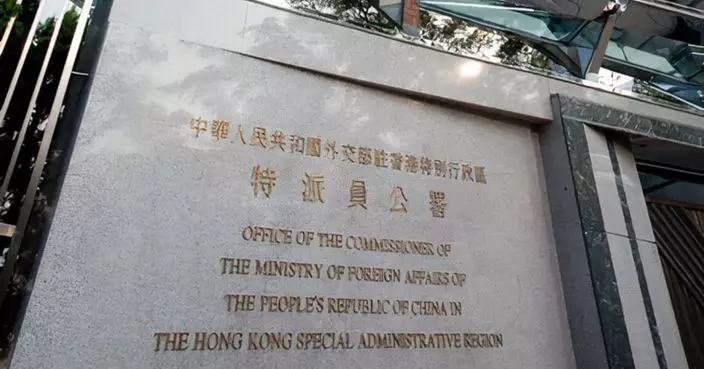 中華人民共和國外交部駐香港特別行政區
特派員公署
OFFICE OF THE COMMISSIONER OF
THE MINISTRY OF FOREIGN AFFAIRS OF
THE PEOPLE'S REPUBLIC OF CHINA IN
THE HONG KONG SPECIAL ADMINISTRATIVE REGION